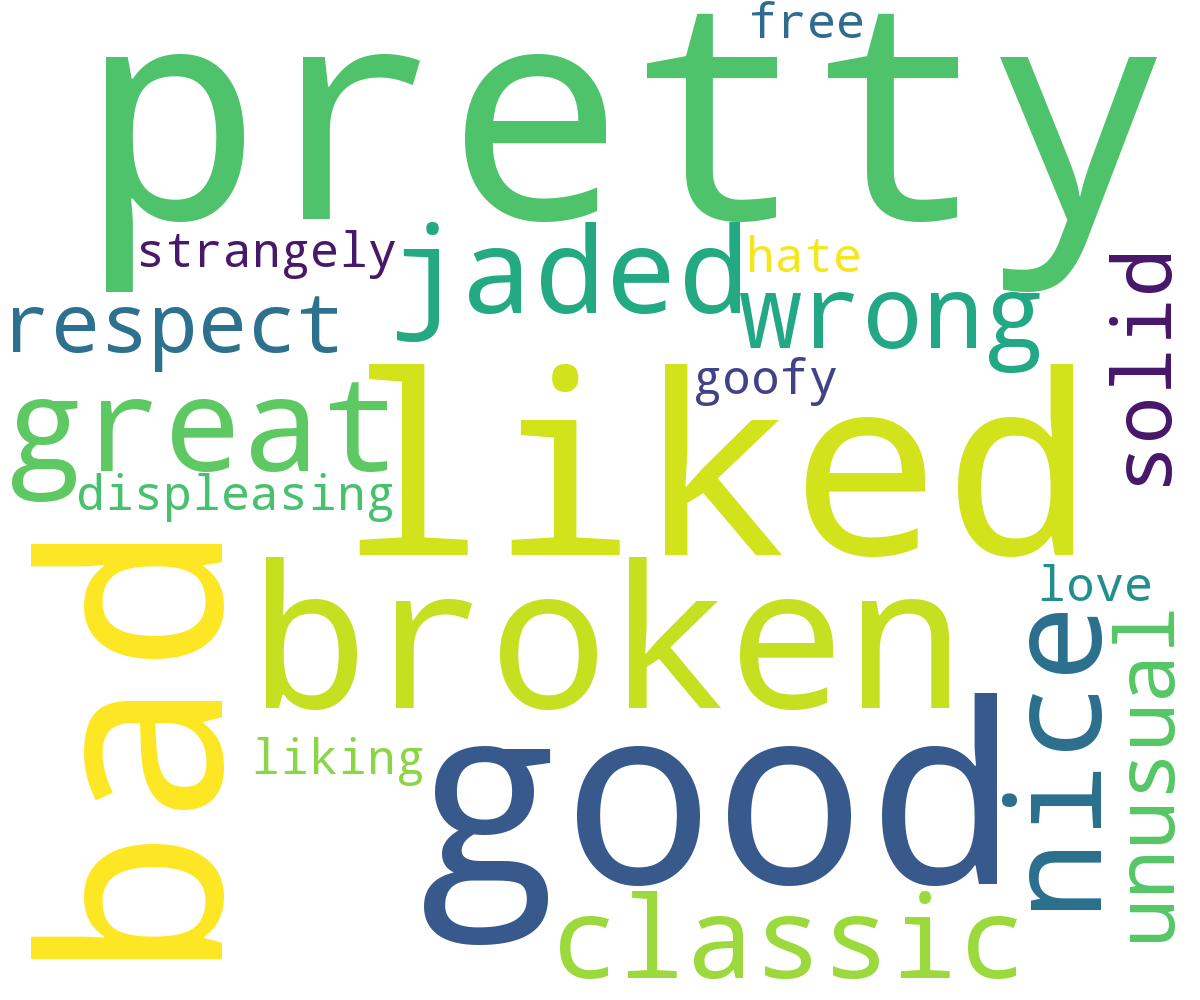 free
pretty
strangely
jaded
hate
respect
wrong
solid
goofy
great
liked
displeasing
bad
broken
love
nice
unusual
liking
good
classic